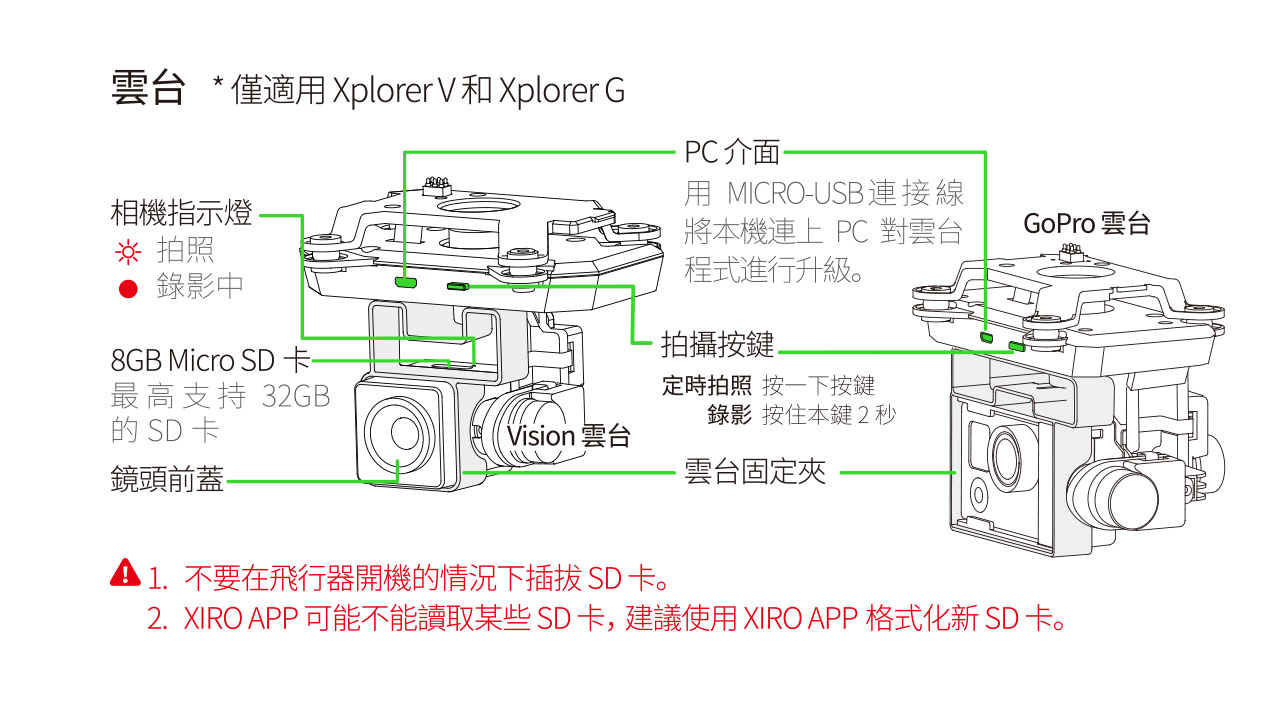 雲台 * 僅適用 Xplorer V 和 Xplorer G
PC 介面
用 MICRO-USB連接線
將本機連上 PC 對雲台
程式進行升級。
相機指示燈
拍照
錄影中
GoPro 雲台
8GB Micro SD 卡
最高支持 32GB
的 SD 卡
拍攝按鍵
定時拍照 按一下按鍵
錄影 按住本鍵 2 秒
Vision 雲台
鏡頭前蓋
雲台固定夾
1. 不要在飛行器開機的情況下插拔 SD 卡。
2. XIRO APP 可能不能讀取某些 SD 卡, 建議使用 XIRO APP 格式化新 SD 卡。